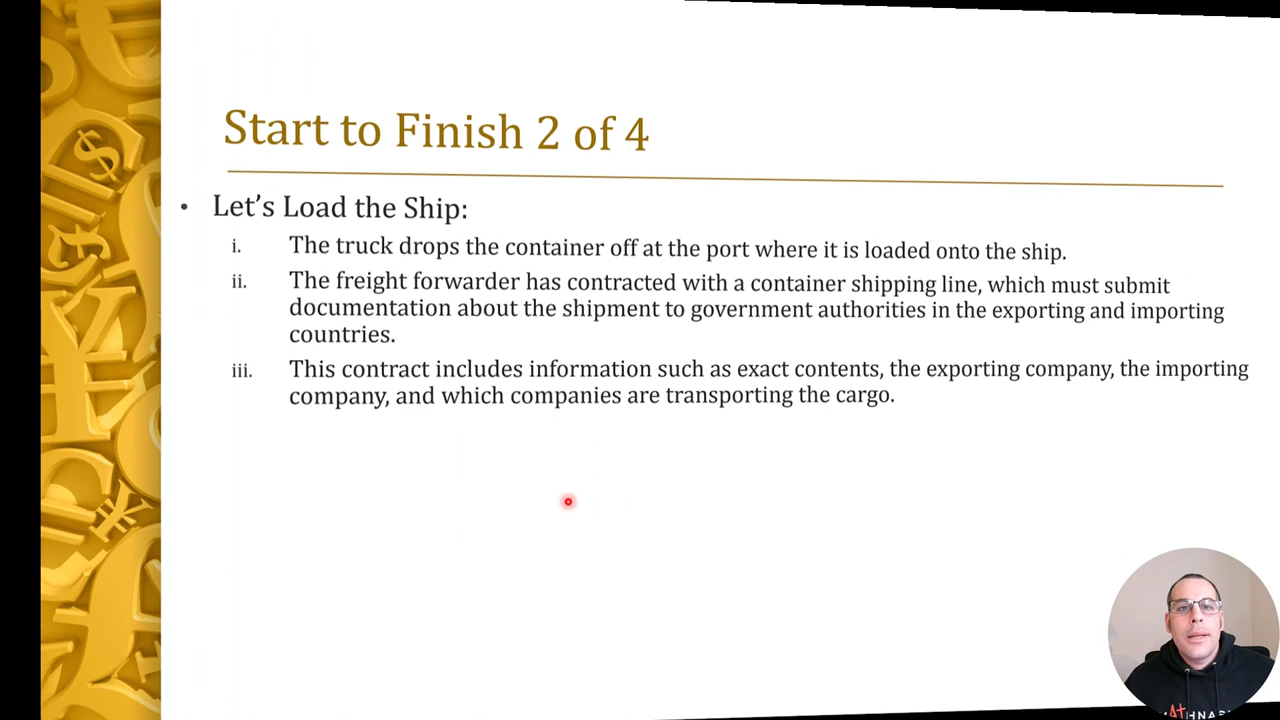 Start to Finish 2 of 4
• Let's Load the Ship:
i. The truck drops the container off at the port where it is loaded onto the ship.
ii. The freight forwarder has contracted with a container shipping line, which must submit
documentation about the shipment to government authorities in the exporting and importing
countries.
iii. This contract includes information such as exact contents, the exporting company, the importing
company, and which companies are transporting the cargo.